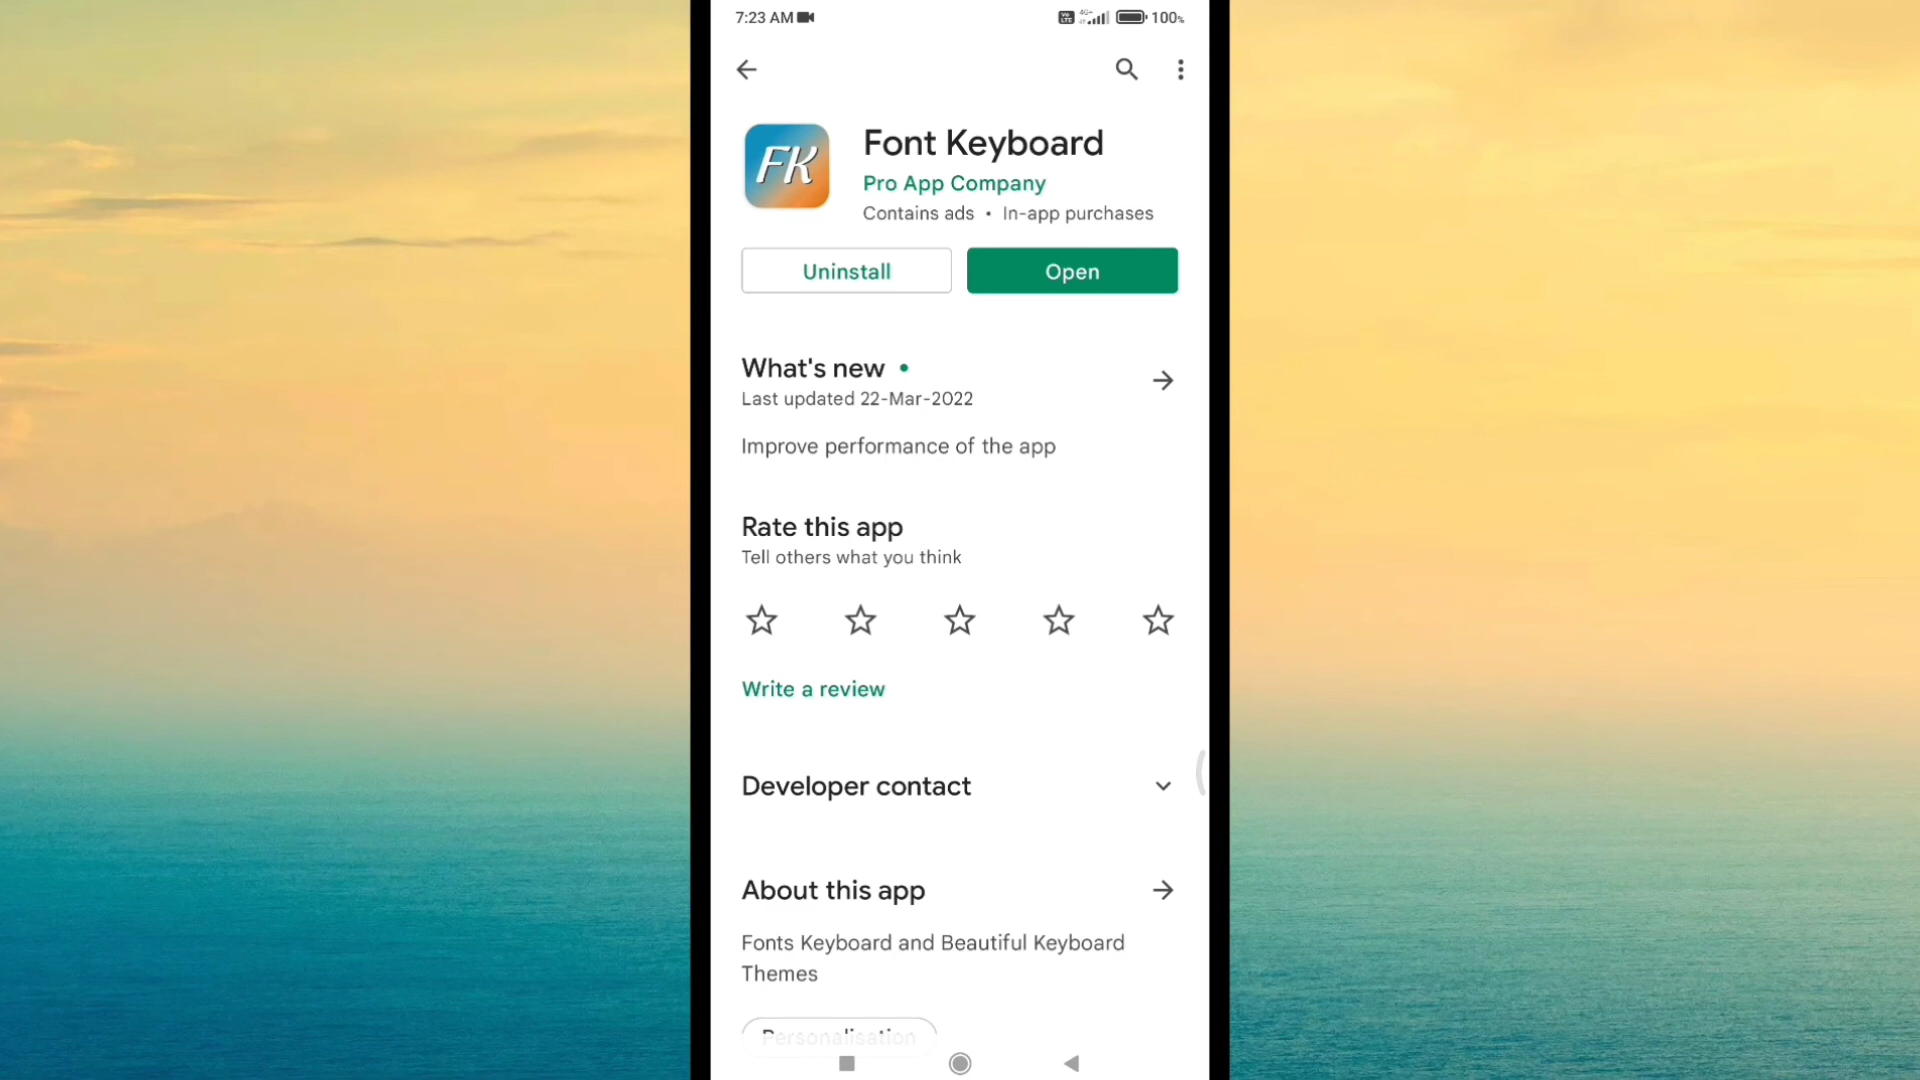 7:23 AM
4G+
100%
FK
Font Keyboard
Pro App Company
Contains ads • In-app purchases
Uninstall
Open
What's new •
Last updated 22-Mar-2022
Improve performance of the app
Rate this app
Tell others what you think
Write a review
Developer contact
About this app
Fonts Keyboard and Beautiful Keyboard
Themes
Personalisation